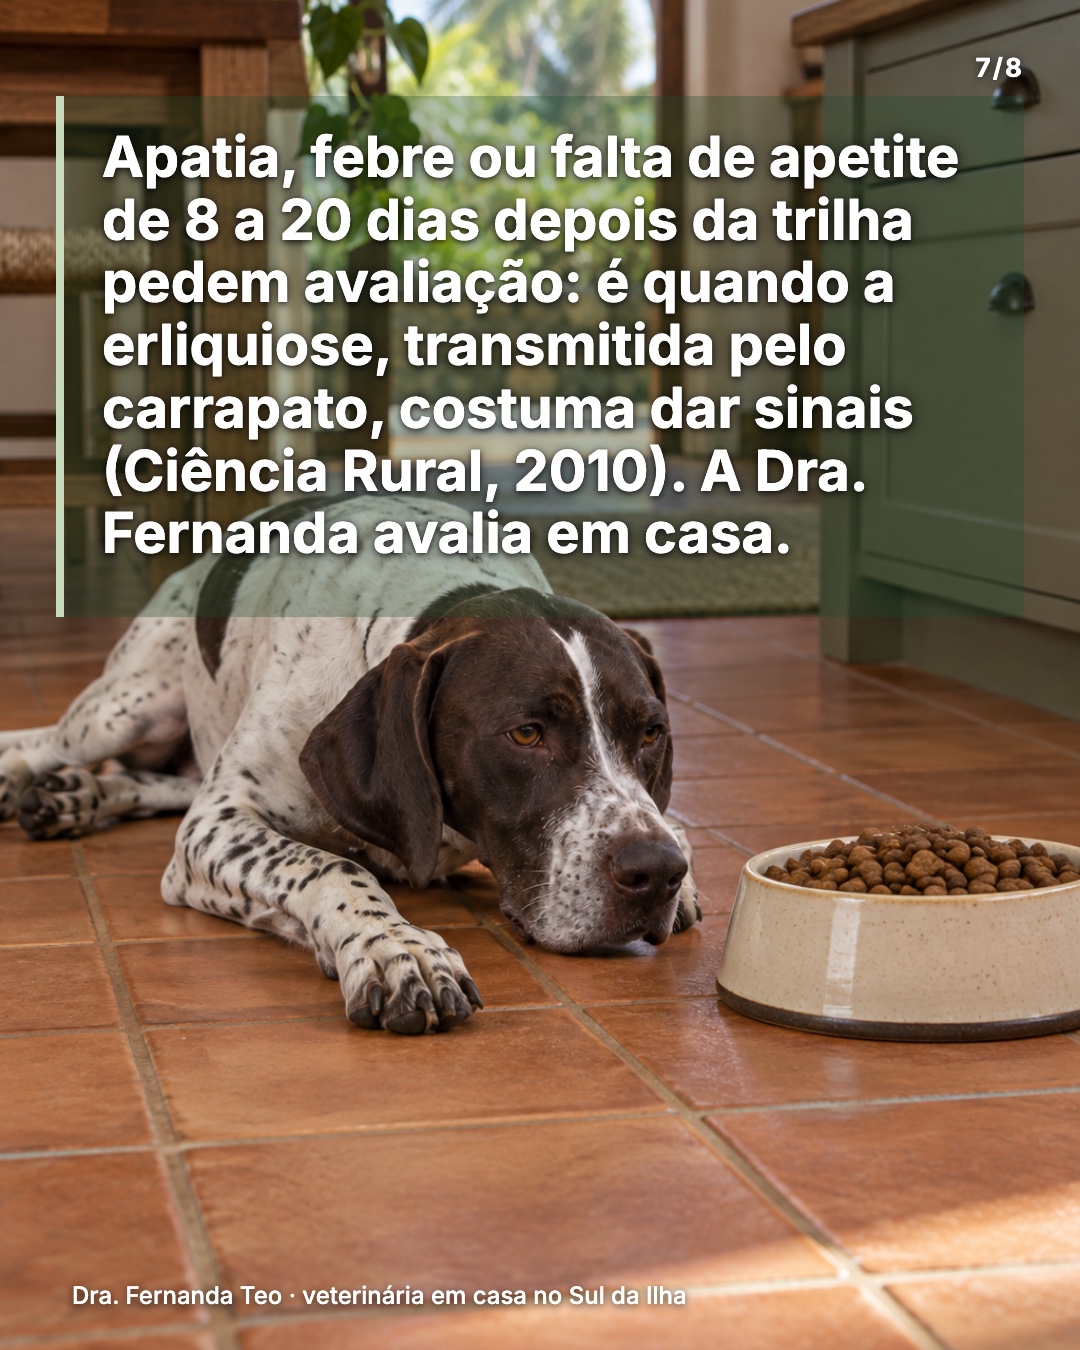 7/8
Apatia, febre ou falta de apetite
de 8 a 20 dias depois da trilha
pedem avaliação: é quando a
erliquiose, transmitida pelo
carrapato, costuma dar sinais
(Ciência Rural, 2010). A Dra.
Fernanda avalia em casa.
Dra. Fernanda Teo · veterinária em casa no Sul da Ilha